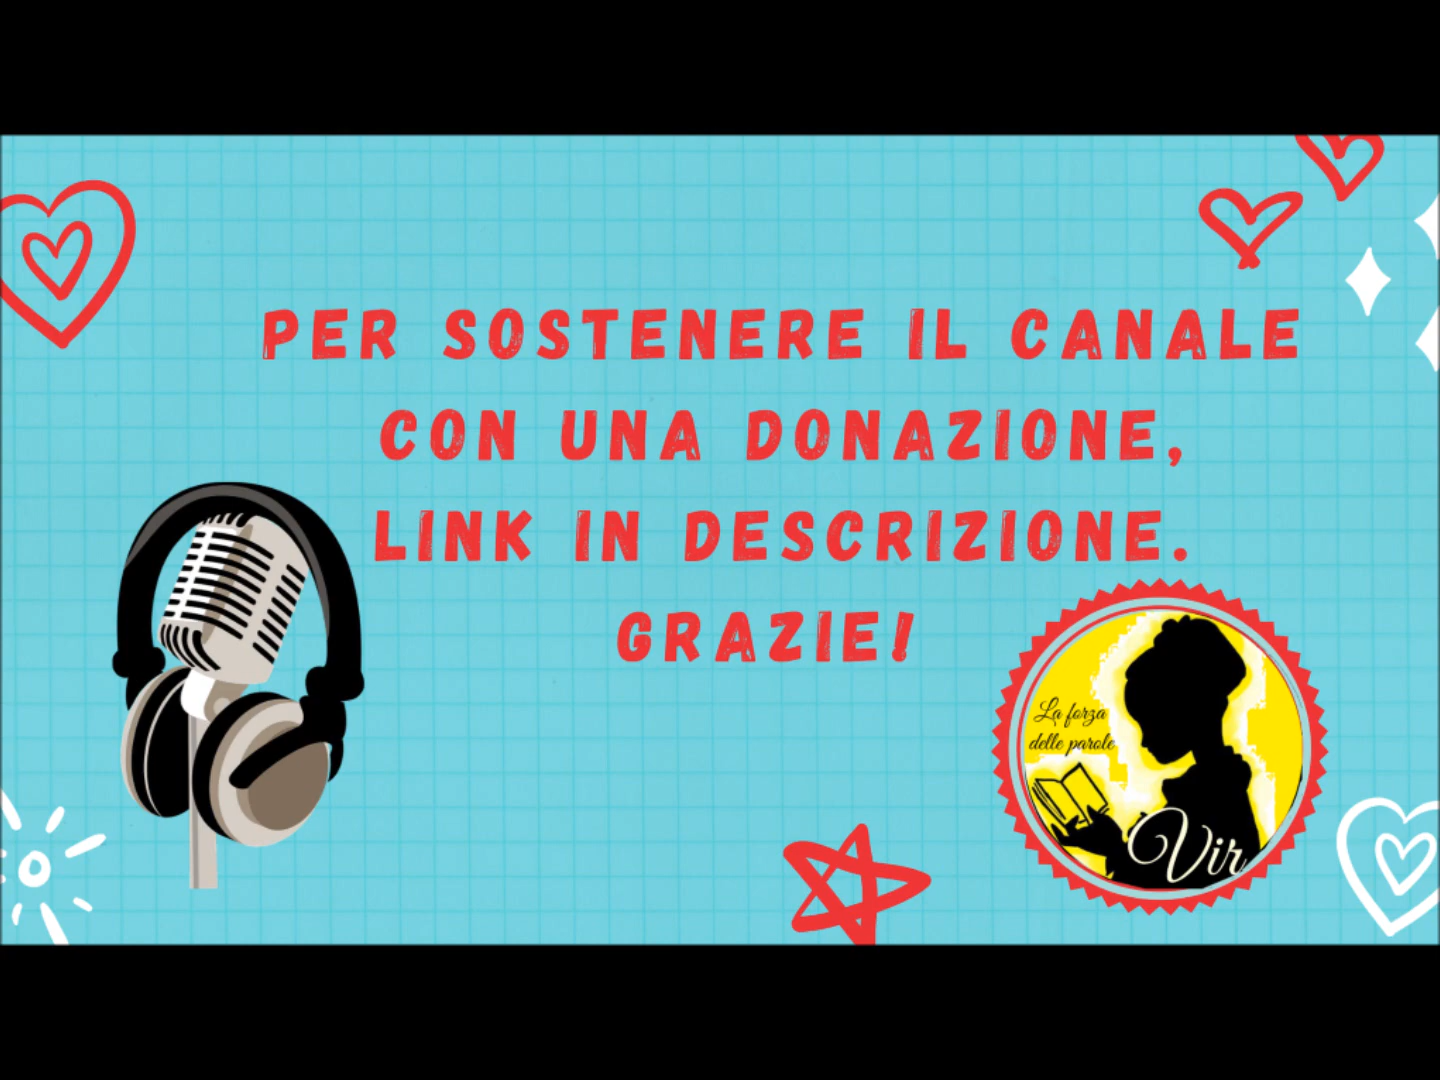 PER SOSTENERE IL CANALE
CON UNA DONAZIONE,
LINK IN DESCRIZIONE.
GRAZIE!
La forza
delle parole
Vir